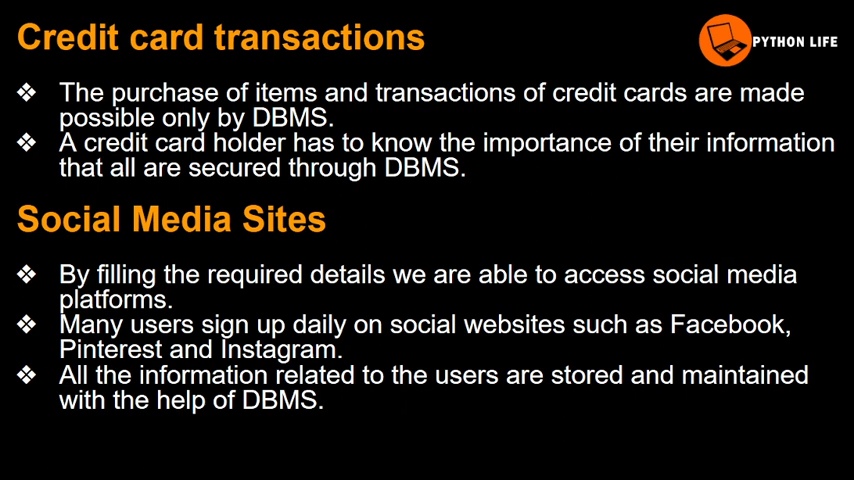 Credit card transactions
PYTHON LIFE
❖ The purchase of items and transactions of credit cards are made
possible only by DBMS.
❖ A credit card holder has to know the importance of their information
that all are secured through DBMS.
Social Media Sites
❖ By filling the required details we are able to access social media
platforms.
❖ Many users sign up daily on social websites such as Facebook,
Pinterest and Instagram.
❖ All the information related to the users are stored and maintained
with the help of DBMS.